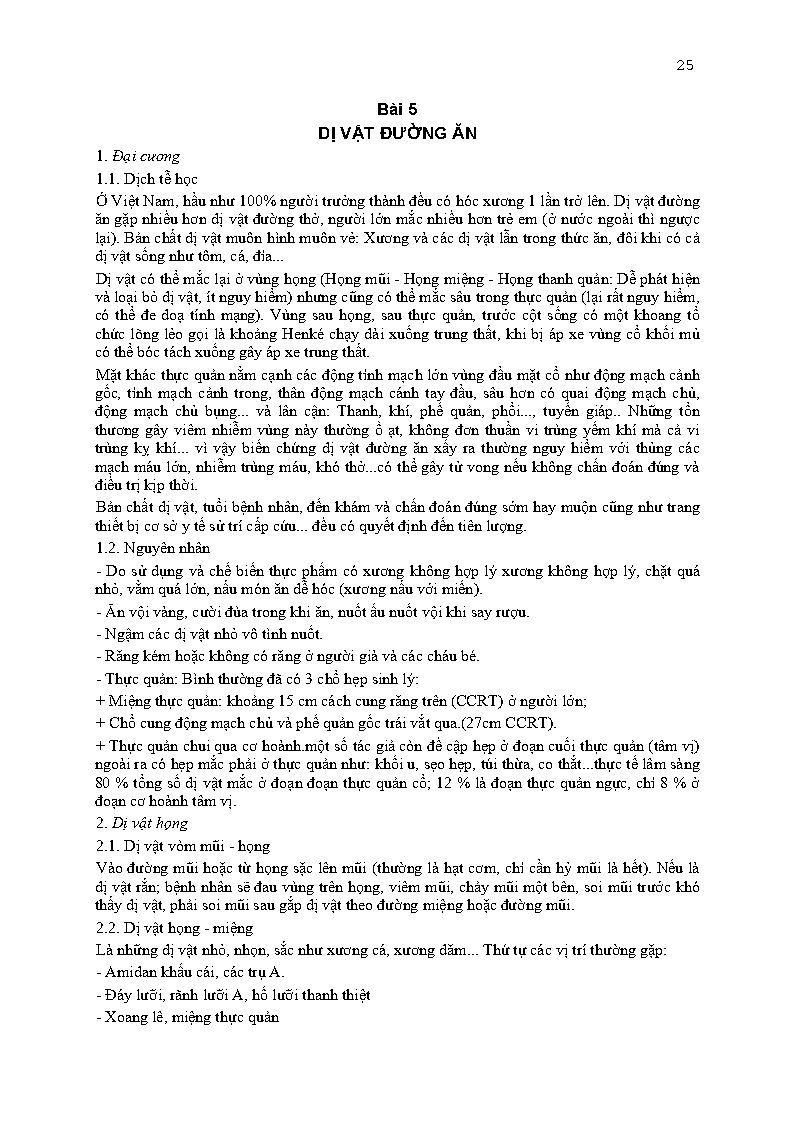 25
Bài 5
DỊ VẬT ĐƯỜNG ĂN
1. Đại cương
1.1. Dịch tễ học
Ở Việt Nam, hầu như 100% người trưởng thành đều có hóc xương 1 lần trở lên. Dị vật đường
ăn gặp nhiều hơn dị vật đường thở, người lớn mắc nhiều hơn trẻ em (ở nước ngoài thì ngược
lại). Bản chất dị vật muôn hình muôn vẻ: Xương và các dị vật lẫn trong thức ăn, đôi khi có cả
dị vật sống như tôm, cá, đỉa...
Dị vật có thể mắc lại ở vùng họng (Họng mũi - Họng miệng - Họng thanh quản: Dễ phát hiện
và loại bỏ dị vật, ít nguy hiểm) nhưng cũng có thể mắc sâu trong thực quản (lại rất nguy hiểm,
có thể đe doạ tính mạng). Vùng sau họng, sau thực quản, trước cột sống có một khoang tổ
chức lõng lẻo gọi là khoảng Henké chạy dài xuống trung thất, khi bị áp xe vùng cổ khối mủ
có thể bóc tách xuống gây áp xe trung thất.
Mặt khác thực quản nằm cạnh các động tỉnh mạch lớn vùng đầu mặt cổ như động mạch cảnh
gốc, tỉnh mạch cảnh trong, thân động mạch cánh tay đầu, sâu hơn có quai động mạch chủ,
động mạch chủ bụng... và lân cận: Thanh, khí, phế quản, phổi..., tuyến giáp.. Những tổn
thương gây viêm nhiễm vùng này thường ồ ạt, không đơn thuần vi trùng yếm khí mà cả vi
trùng kỵ khí... vì vậy biến chứng dị vật đường ăn xẩy ra thường nguy hiểm với thủng các
mạch máu lớn, nhiễm trùng máu, khó thở...có thể gây tử vong nếu không chẩn đoán đúng và
điều trị kịp thời.
Bản chất dị vật, tuổi bệnh nhân, đến khám và chẩn đoán đúng sớm hay muộn cũng như trang
thiết bị cơ sở y tế sử trí cấp cứu... đều có quyết định đến tiên lượng.
1.2. Nguyên nhân
- Do sử dụng và chế biến thực phẩm có xương không hợp lý xương không hợp lý, chặt quá
nhỏ, vằm quá lớn, nấu món ăn dễ hóc (xương nấu với miến).
- Ăn vội vàng, cười đùa trong khi ăn, nuốt ẩu nuốt vội khi say rượu.
- Ngậm các dị vật nhỏ vô tình nuốt.
- Răng kém hoặc không có răng ở người già và các cháu bé.
- Thực quản: Bình thường đã có 3 chổ hẹp sinh lý:
+ Miệng thực quản: khoảng 15 cm cách cung răng trên (CCRT) ở người lớn;
+ Chổ cung động mạch chủ và phế quản gốc trái vắt qua.(27cm CCRT).
+ Thực quản chui qua cơ hoành.một số tác giả còn đề cập hẹp ở đoạn cuối thực quản (tâm vị)
ngoài ra có hẹp mắc phải ở thực quản như: khối u, sẹo hẹp, túi thừa, co thắt...thực tế lâm sàng
80 % tổng số dị vật mắc ở đoạn đoạn thực quản cổ; 12 % là đoạn thực quản ngực, chỉ 8 % ở
đoạn cơ hoành tâm vị.
2. Dị vật họng
2.1. Dị vật vòm mũi - họng
Vào đường mũi hoặc từ họng sặc lên mũi (thường là hạt cơm, chỉ cần hỷ mũi là hết). Nếu là
dị vật rắn; bệnh nhân sẽ đau vùng trên họng, viêm mũi, chảy mũi một bên, soi mũi trước khó
thấy dị vật, phải soi mũi sau gắp dị vật theo đường miệng hoặc đường mũi.
2.2. Dị vật họng - miệng
Là những dị vật nhỏ, nhọn, sắc như xương cá, xương dăm... Thứ tự các vị trí thường gặp:
- Amidan khẩu cái, các trụ A.
- Đáy lưỡi, rãnh lưỡi A, hố lưỡi thanh thiệt
- Xoang lê, miệng thực quản